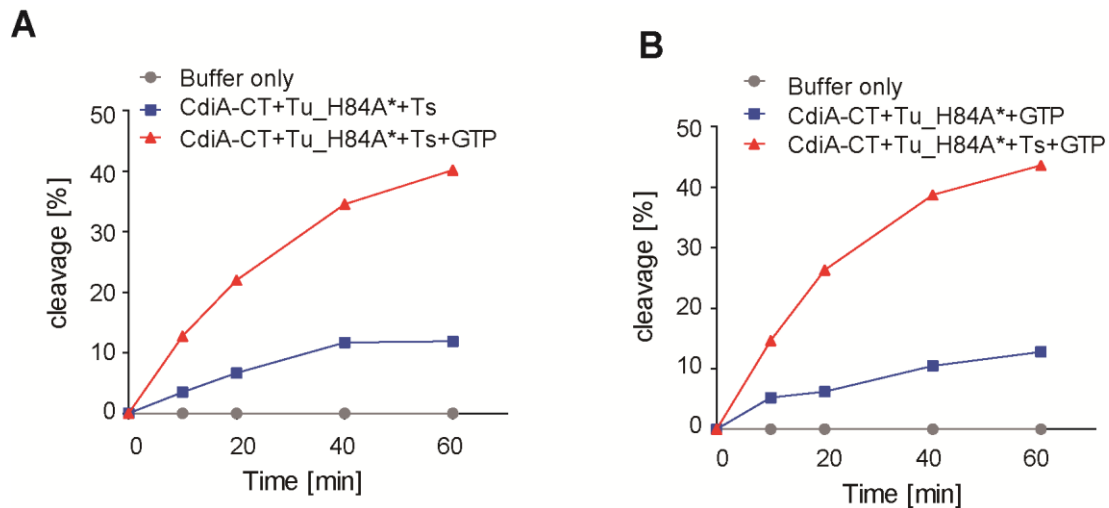 A
Buffer only
CdiA-CT+Tu_H84A*+Ts
CdiA-CT+Tu_H84A*+Ts+GTP
50
40
30
20
10
0
cleavage [%]
0 20 40 60
Time [min]
B
Buffer only
CdiA-CT+Tu_H84A*+GTP
CdiA-CT+Tu_H84A*+Ts+GTP
50
40
30
20
10
0
cleavage [%]
0 20 40 60
Time [min]